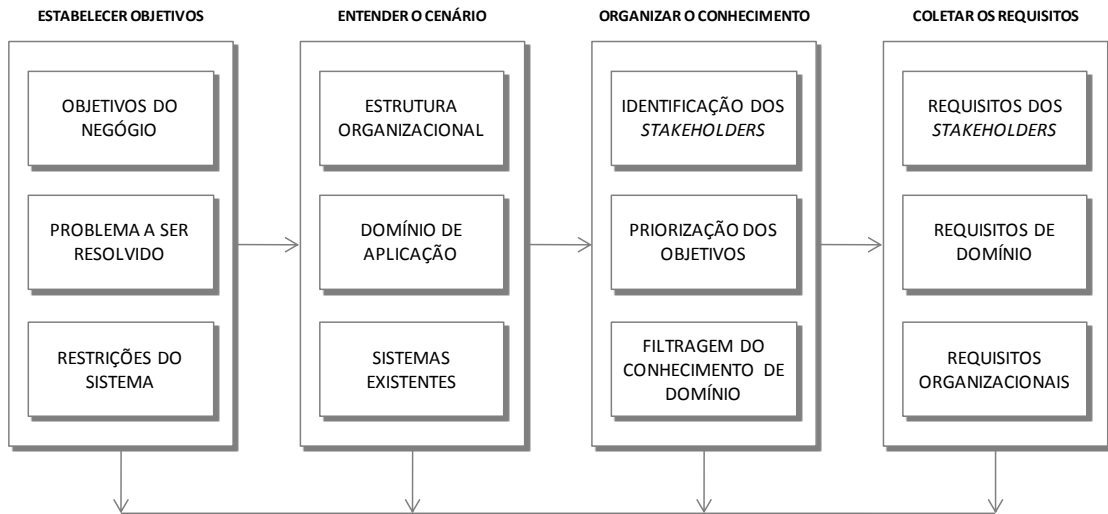 ESTABELECER OBJETIVOS
OBJETIVOS DO
NEGÓGIO
PROBLEMA A SER
RESOLVIDO
RESTRIÇÕES DO
SISTEMA
ENTENDER O CENÁRIO
ESTRUTURA
ORGANIZACIONAL
DOMÍNIO DE
APLICAÇÃO
SISTEMAS
EXISTENTES
ORGANIZAR O CONHECIMENTO
IDENTIFICAÇÃO DOS
STAKEHOLDERS
PRIORIZAÇÃO DOS
OBJETIVOS
FILTRAGEM DO
CONHECIMENTO DE
DOMÍNIO
COLETAR OS REQUISITOS
REQUISITOS DOS
STAKEHOLDERS
REQUISITOS DE
DOMÍNIO
REQUISITOS
ORGANIZACIONAIS